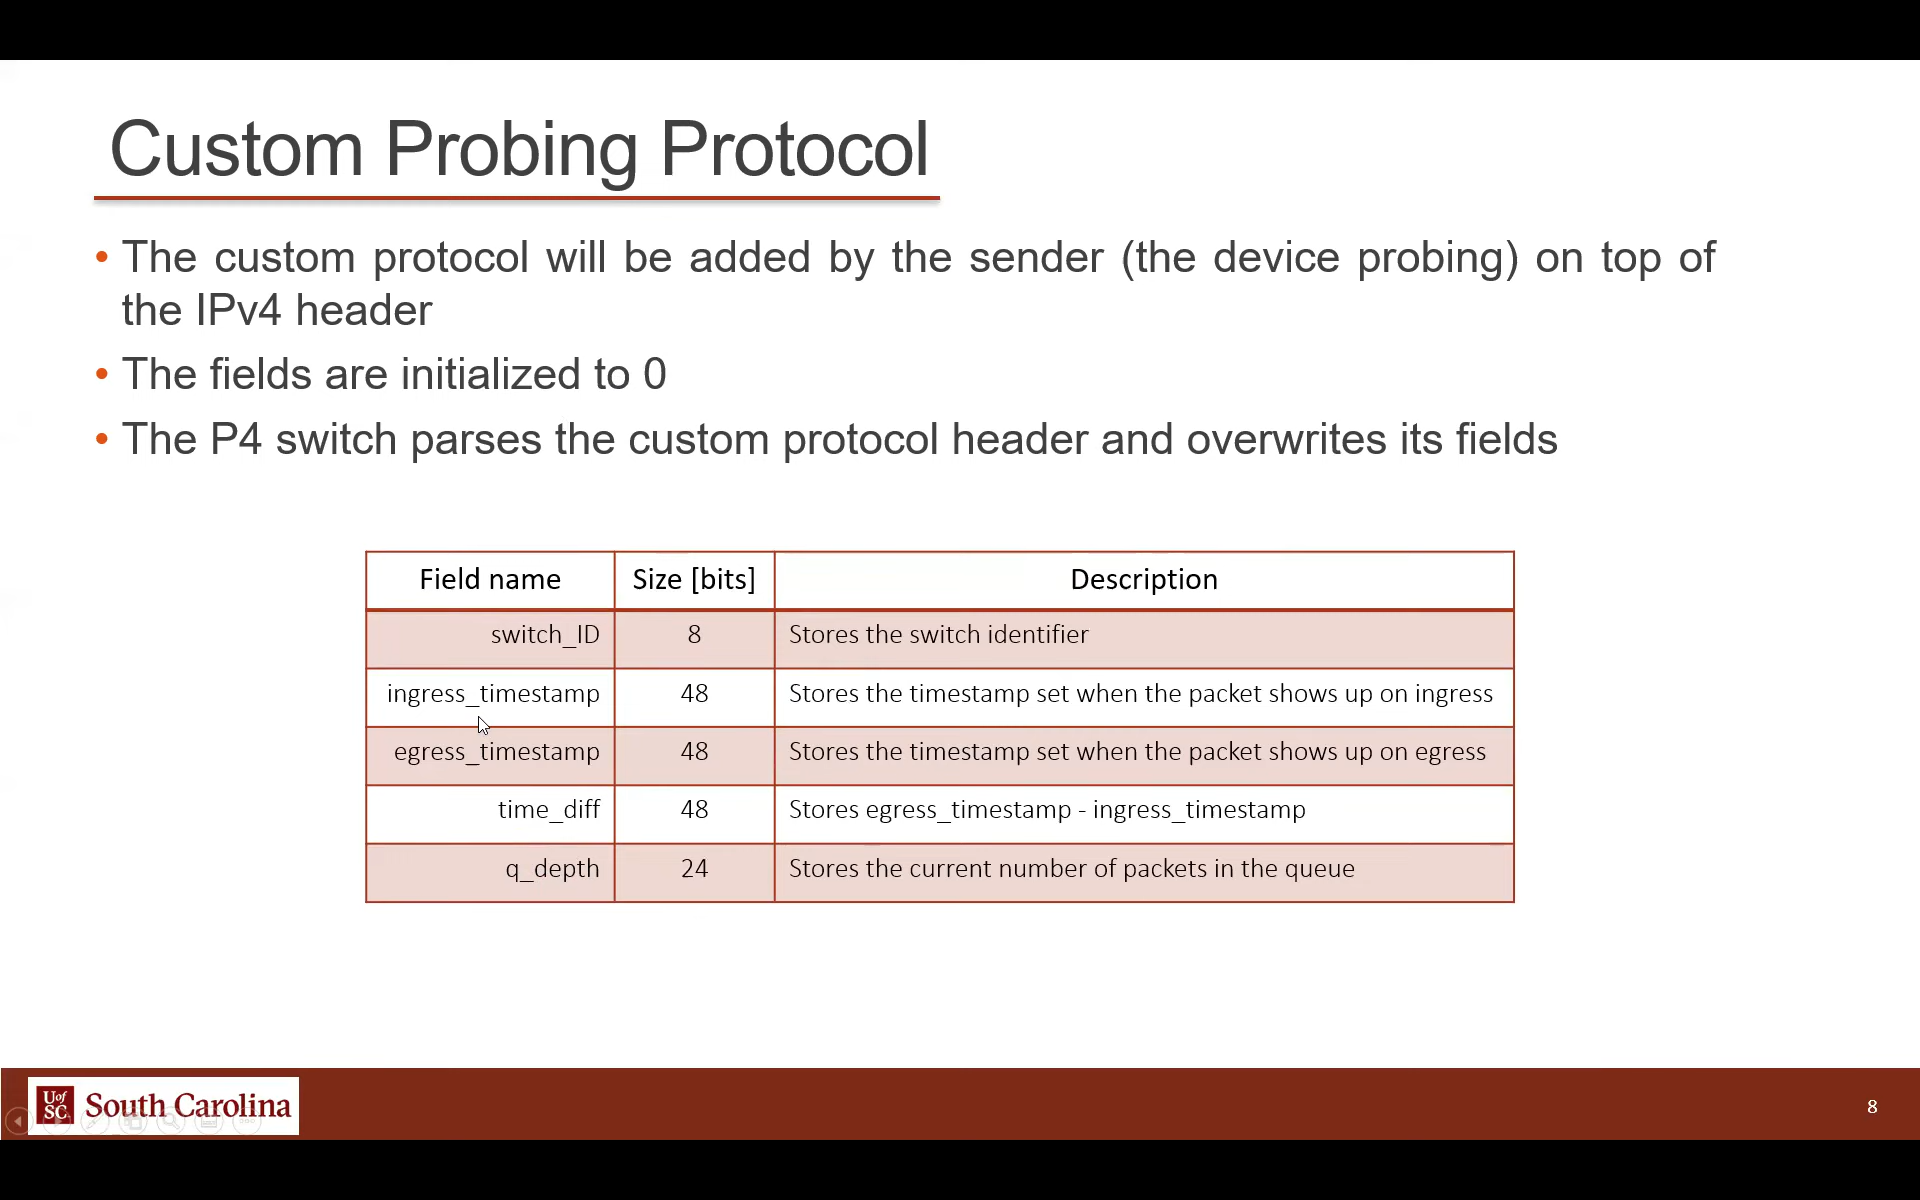 Custom Probing Protocol
• The custom protocol will be added by the sender (the device probing) on top of
the IPv4 header
• The fields are initialized to 0
• The P4 switch parses the custom protocol header and overwrites its fields
Field name Size [bits] Description
switch_ID 8 Stores the switch identifier
ingress_timestamp 48 Stores the timestamp set when the packet shows up on ingress
egress_timestamp 48 Stores the timestamp set when the packet shows up on egress
time_diff 48 Stores egress_timestamp - ingress_timestamp
q_depth 24 Stores the current number of packets in the queue
UofSC South Carolina
8